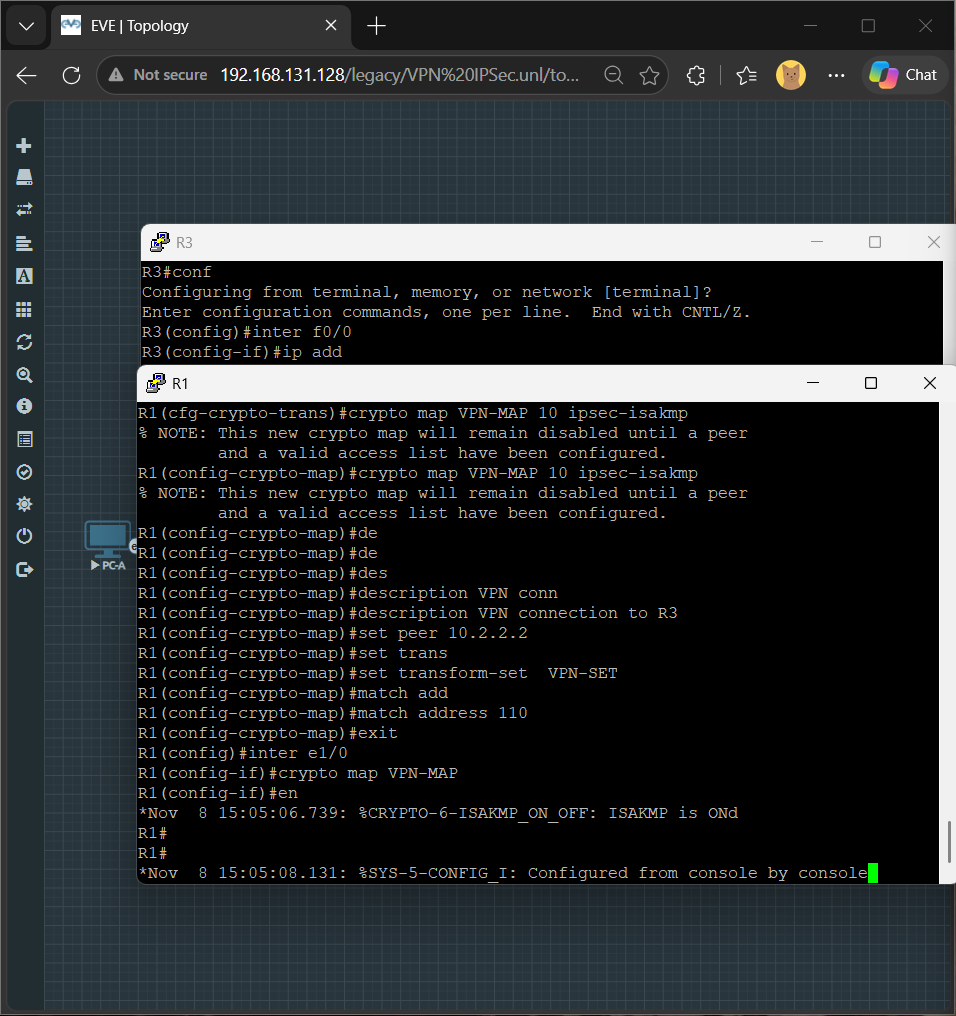 EVE | Topology
Not secure 192.168.131.128/legacy/VPN%20IPSec.unl/to...
Chat
R3
R3#conf
Configuring from terminal, memory, or network [terminal]?
Enter configuration commands, one per line.  End with CNTL/Z.
R3(config)#inter f0/0
R3(config-if)#ip add
R1
R1(cfg-crypto-trans)#crypto map VPN-MAP 10 ipsec-isakmp
% NOTE: This new crypto map will remain disabled until a peer
        and a valid access list have been configured.
R1(config-crypto-map)#crypto map VPN-MAP 10 ipsec-isakmp
% NOTE: This new crypto map will remain disabled until a peer
        and a valid access list have been configured.
R1(config-crypto-map)#de
R1(config-crypto-map)#de
R1(config-crypto-map)#des
R1(config-crypto-map)#description VPN conn
R1(config-crypto-map)#description VPN connection to R3
R1(config-crypto-map)#set peer 10.2.2.2
R1(config-crypto-map)#set trans
R1(config-crypto-map)#set transform-set  VPN-SET
R1(config-crypto-map)#match add
R1(config-crypto-map)#match address 110
R1(config-crypto-map)#exit
R1(config)#inter e1/0
R1(config-if)#crypto map VPN-MAP
R1(config-if)#en
*Nov  8 15:05:06.739: %CRYPTO-6-ISAKMP_ON_OFF: ISAKMP is ONd
R1#
R1#
*Nov  8 15:05:08.131: %SYS-5-CONFIG_I: Configured from console by console
PC-A